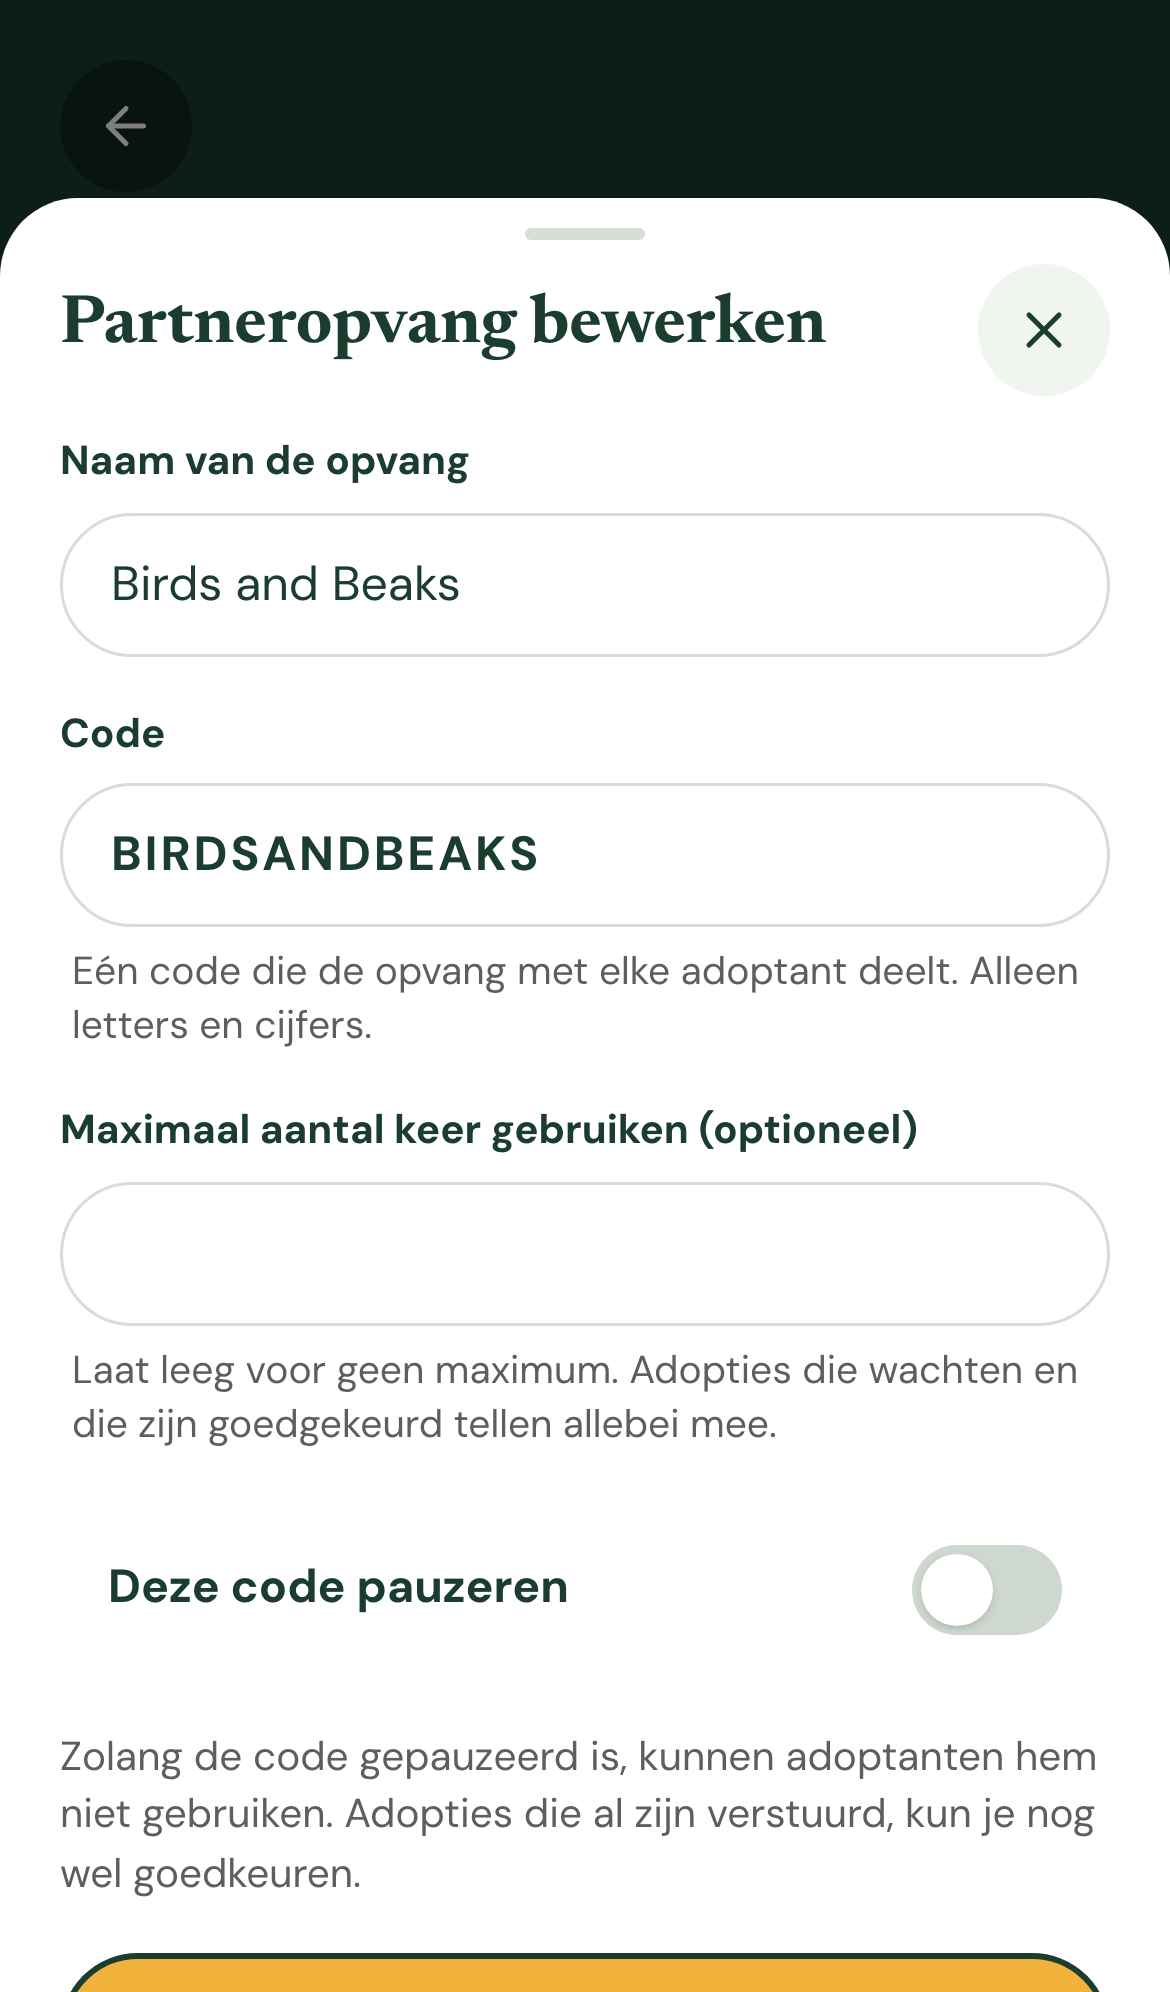 Partneropvang bewerken
Naam van de opvang
Birds and Beaks
Code
BIRDSANDBEAKS
Eén code die de opvang met elke adoptant deelt. Alleen
letters en cijfers.
Maximaal aantal keer gebruiken (optioneel)
Laat leeg voor geen maximum. Adopties die wachten en
die zijn goedgekeurd tellen allebei mee.
Deze code pauzeren
Zolang de code gepauzeerd is, kunnen adoptanten hem
niet gebruiken. Adopties die al zijn verstuurd, kun je nog
wel goedkeuren.